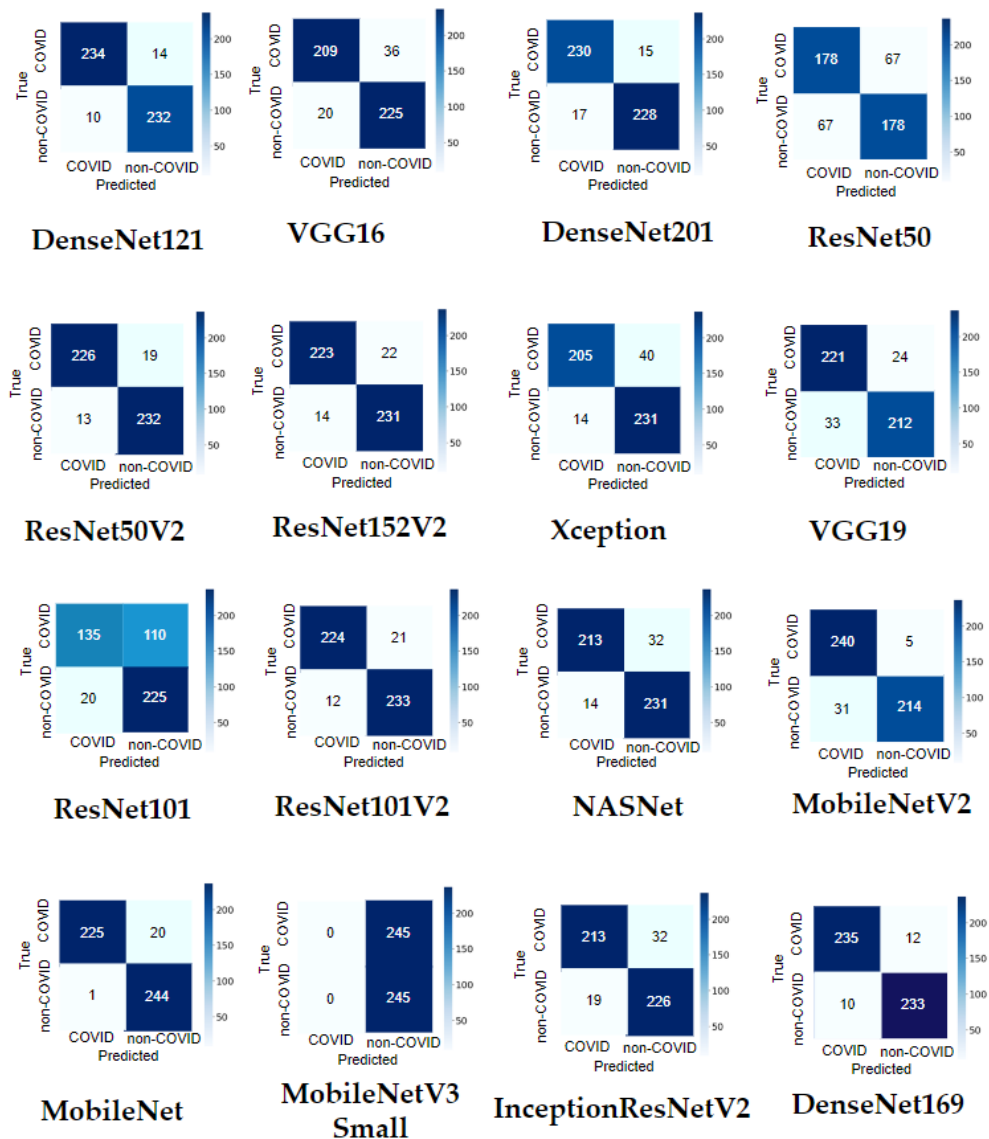 True
COVID
non-COVID
234 14
10 232
COVID non-COVID
Predicted
200
150
100
50
DenseNet121
True
COVID
non-COVID
209 36
20 225
COVID non-COVID
Predicted
200
150
100
50
VGG16
True
COVID
non-COVID
230 15
17 228
COVID non-COVID
Predicted
200
150
100
50
DenseNet201
True
COVID
non-COVID
178 67
67 178
COVID non-COVID
Predicted
200
150
100
50
ResNet50
True
COVID
non-COVID
226 19
13 232
COVID non-COVID
Predicted
200
150
100
50
ResNet50V2
True
COVID
non-COVID
223 22
14 231
COVID non-COVID
Predicted
200
150
100
50
ResNet152V2
True
COVID
non-COVID
205 40
14 231
COVID non-COVID
Predicted
200
150
100
50
Xception
True
COVID
non-COVID
221 24
33 212
COVID non-COVID
Predicted
200
150
100
50
VGG19
True
COVID
non-COVID
135 110
20 225
COVID non-COVID
Predicted
200
150
100
50
ResNet101
True
COVID
non-COVID
224 21
12 233
COVID non-COVID
Predicted
200
150
100
50
ResNet101V2
True
COVID
non-COVID
213 32
14 231
COVID non-COVID
Predicted
200
150
100
50
NASNet
True
COVID
non-COVID
240 5
31 214
COVID non-COVID
Predicted
200
150
100
50
MobileNetV2
True
COVID
non-COVID
225 20
1 244
COVID non-COVID
Predicted
200
150
100
50
MobileNet
True
COVID
non-COVID
0 245
0 245
COVID non-COVID
Predicted
200
150
100
50
MobileNetV3
Small
True
COVID
non-COVID
213 32
19 226
COVID non-COVID
Predicted
200
150
100
50
InceptionResNetV2
True
COVID
non-COVID
235 12
10 233
COVID non-COVID
Predicted
200
150
100
50
DenseNet169